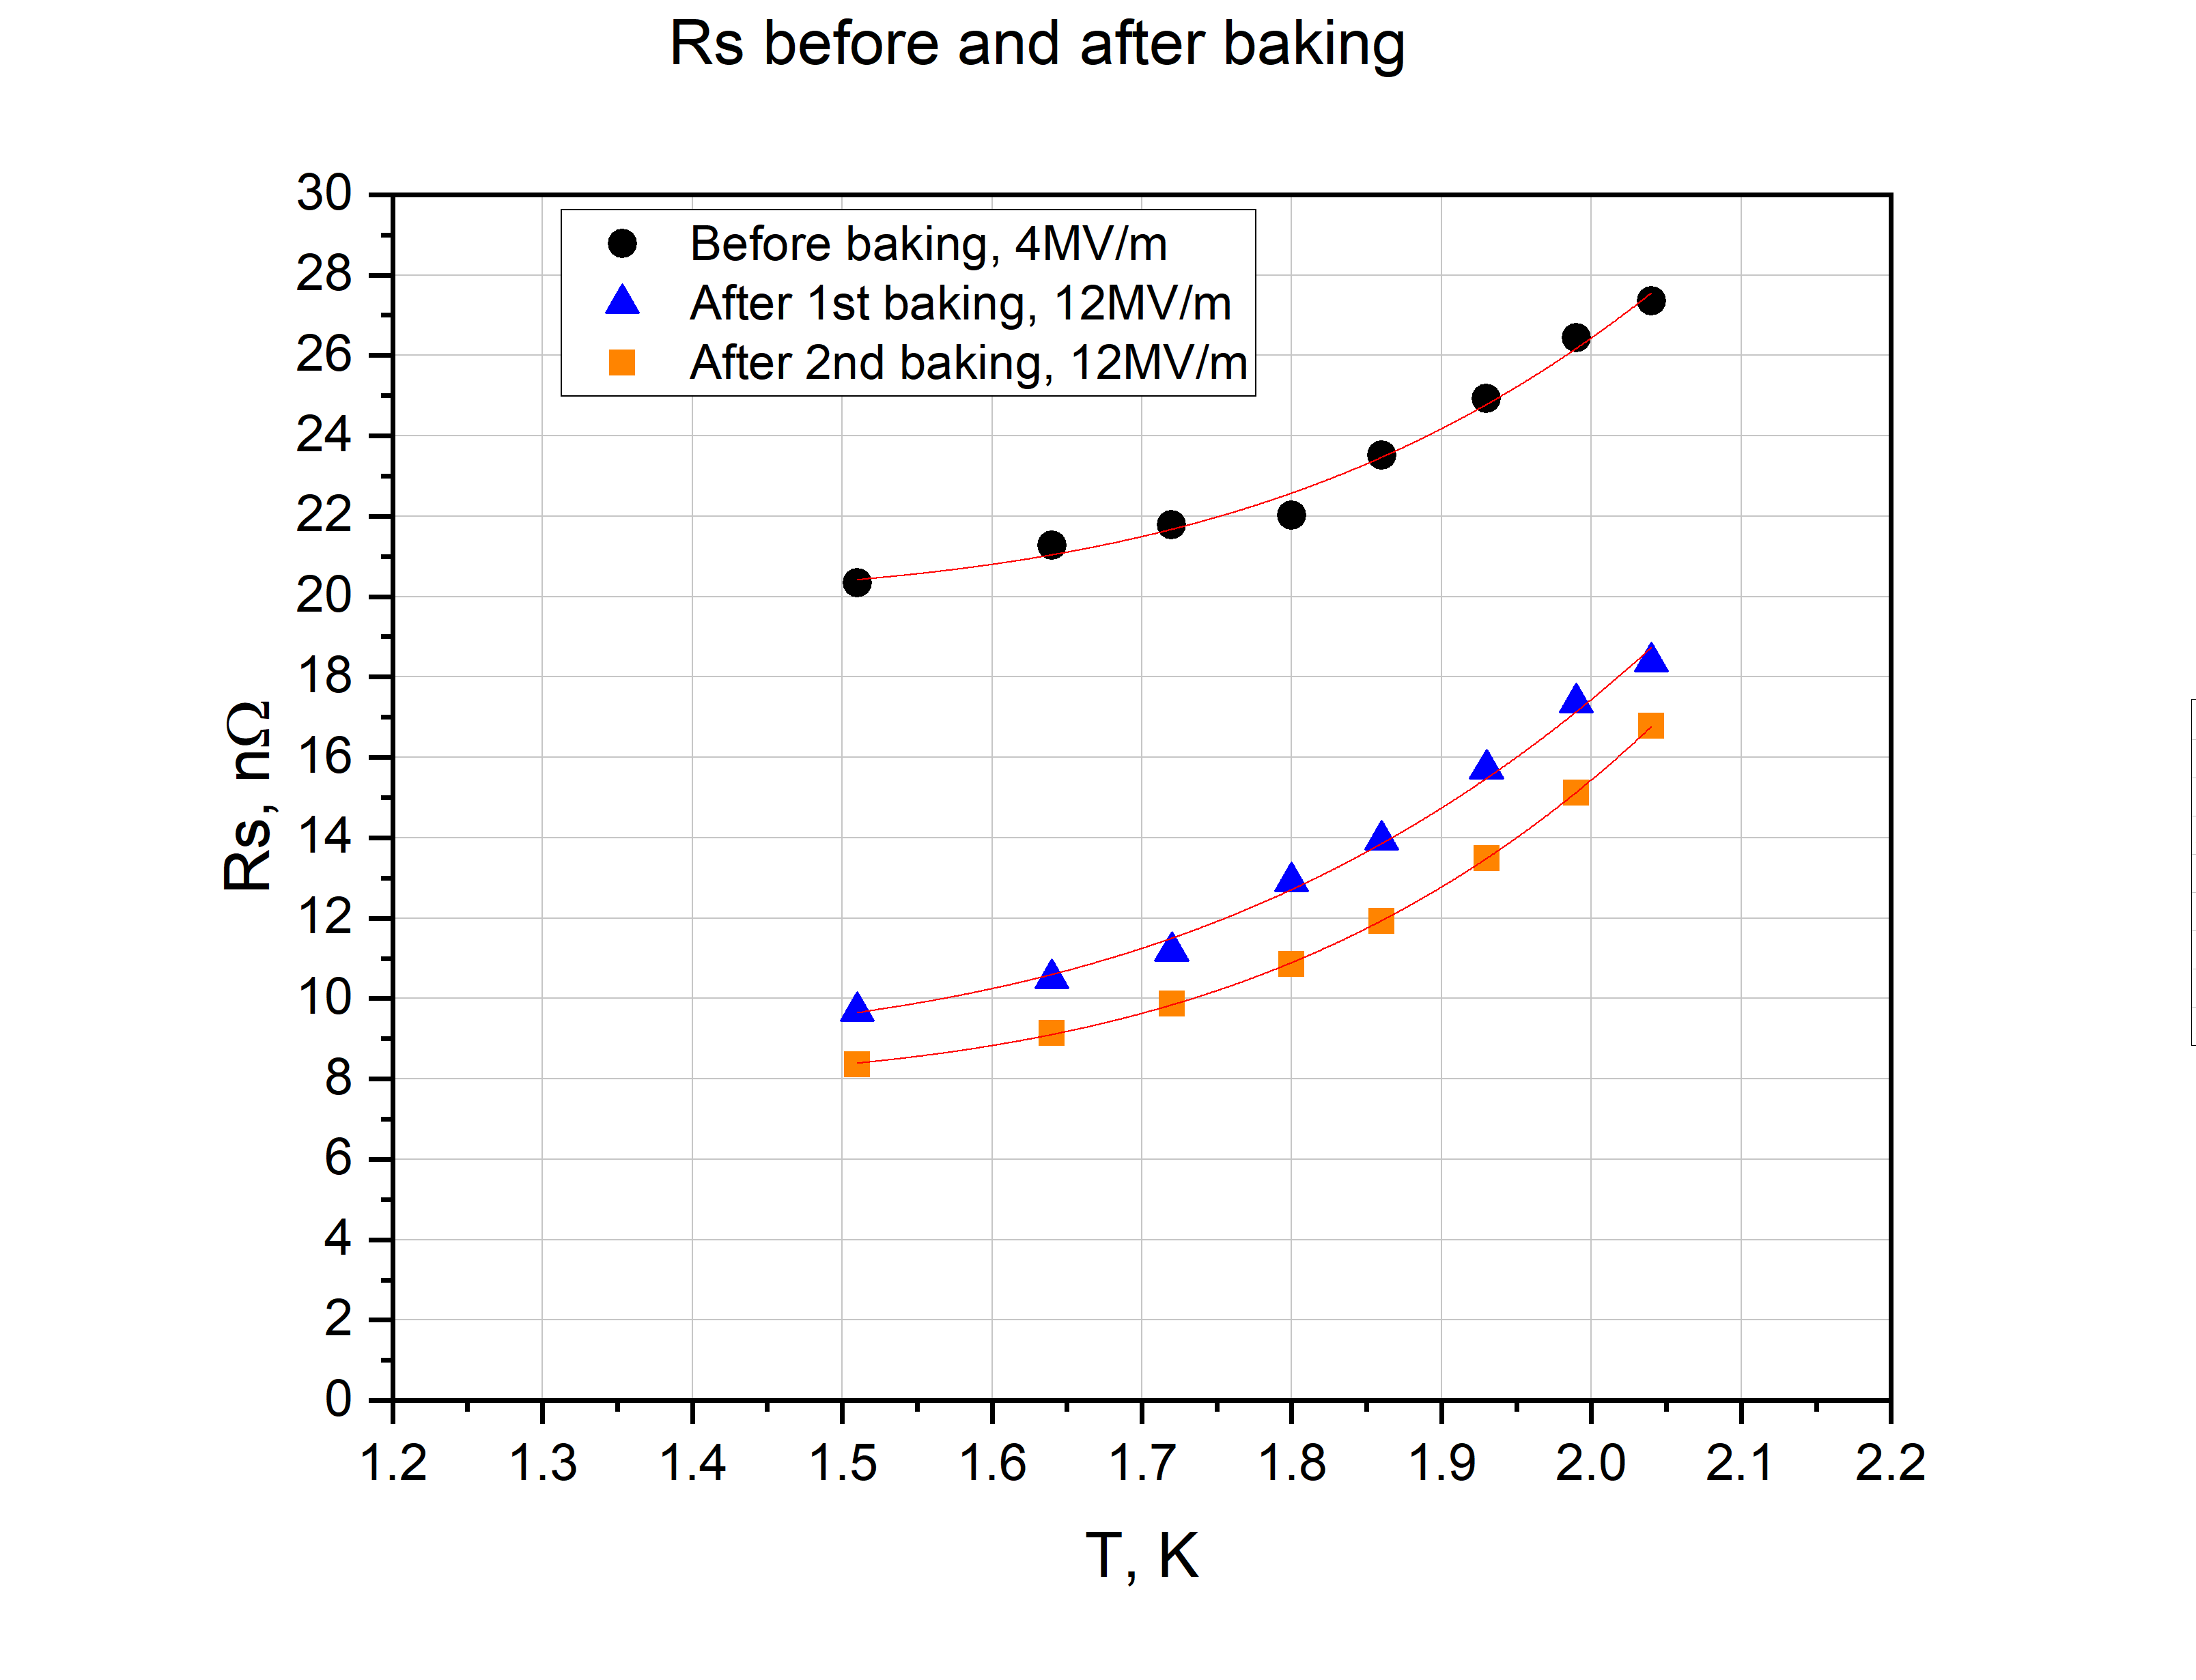 Rs before and after baking
Before baking, 4MV/m
After 1st baking, 12MV/m
After 2nd baking, 12MV/m
30
28
26
24
22
20
18
16
14
12
10
8
6
4
2
0
Rs, nΩ
1.2 1.3 1.4 1.5 1.6 1.7 1.8 1.9 2.0 2.1 2.2
T, K